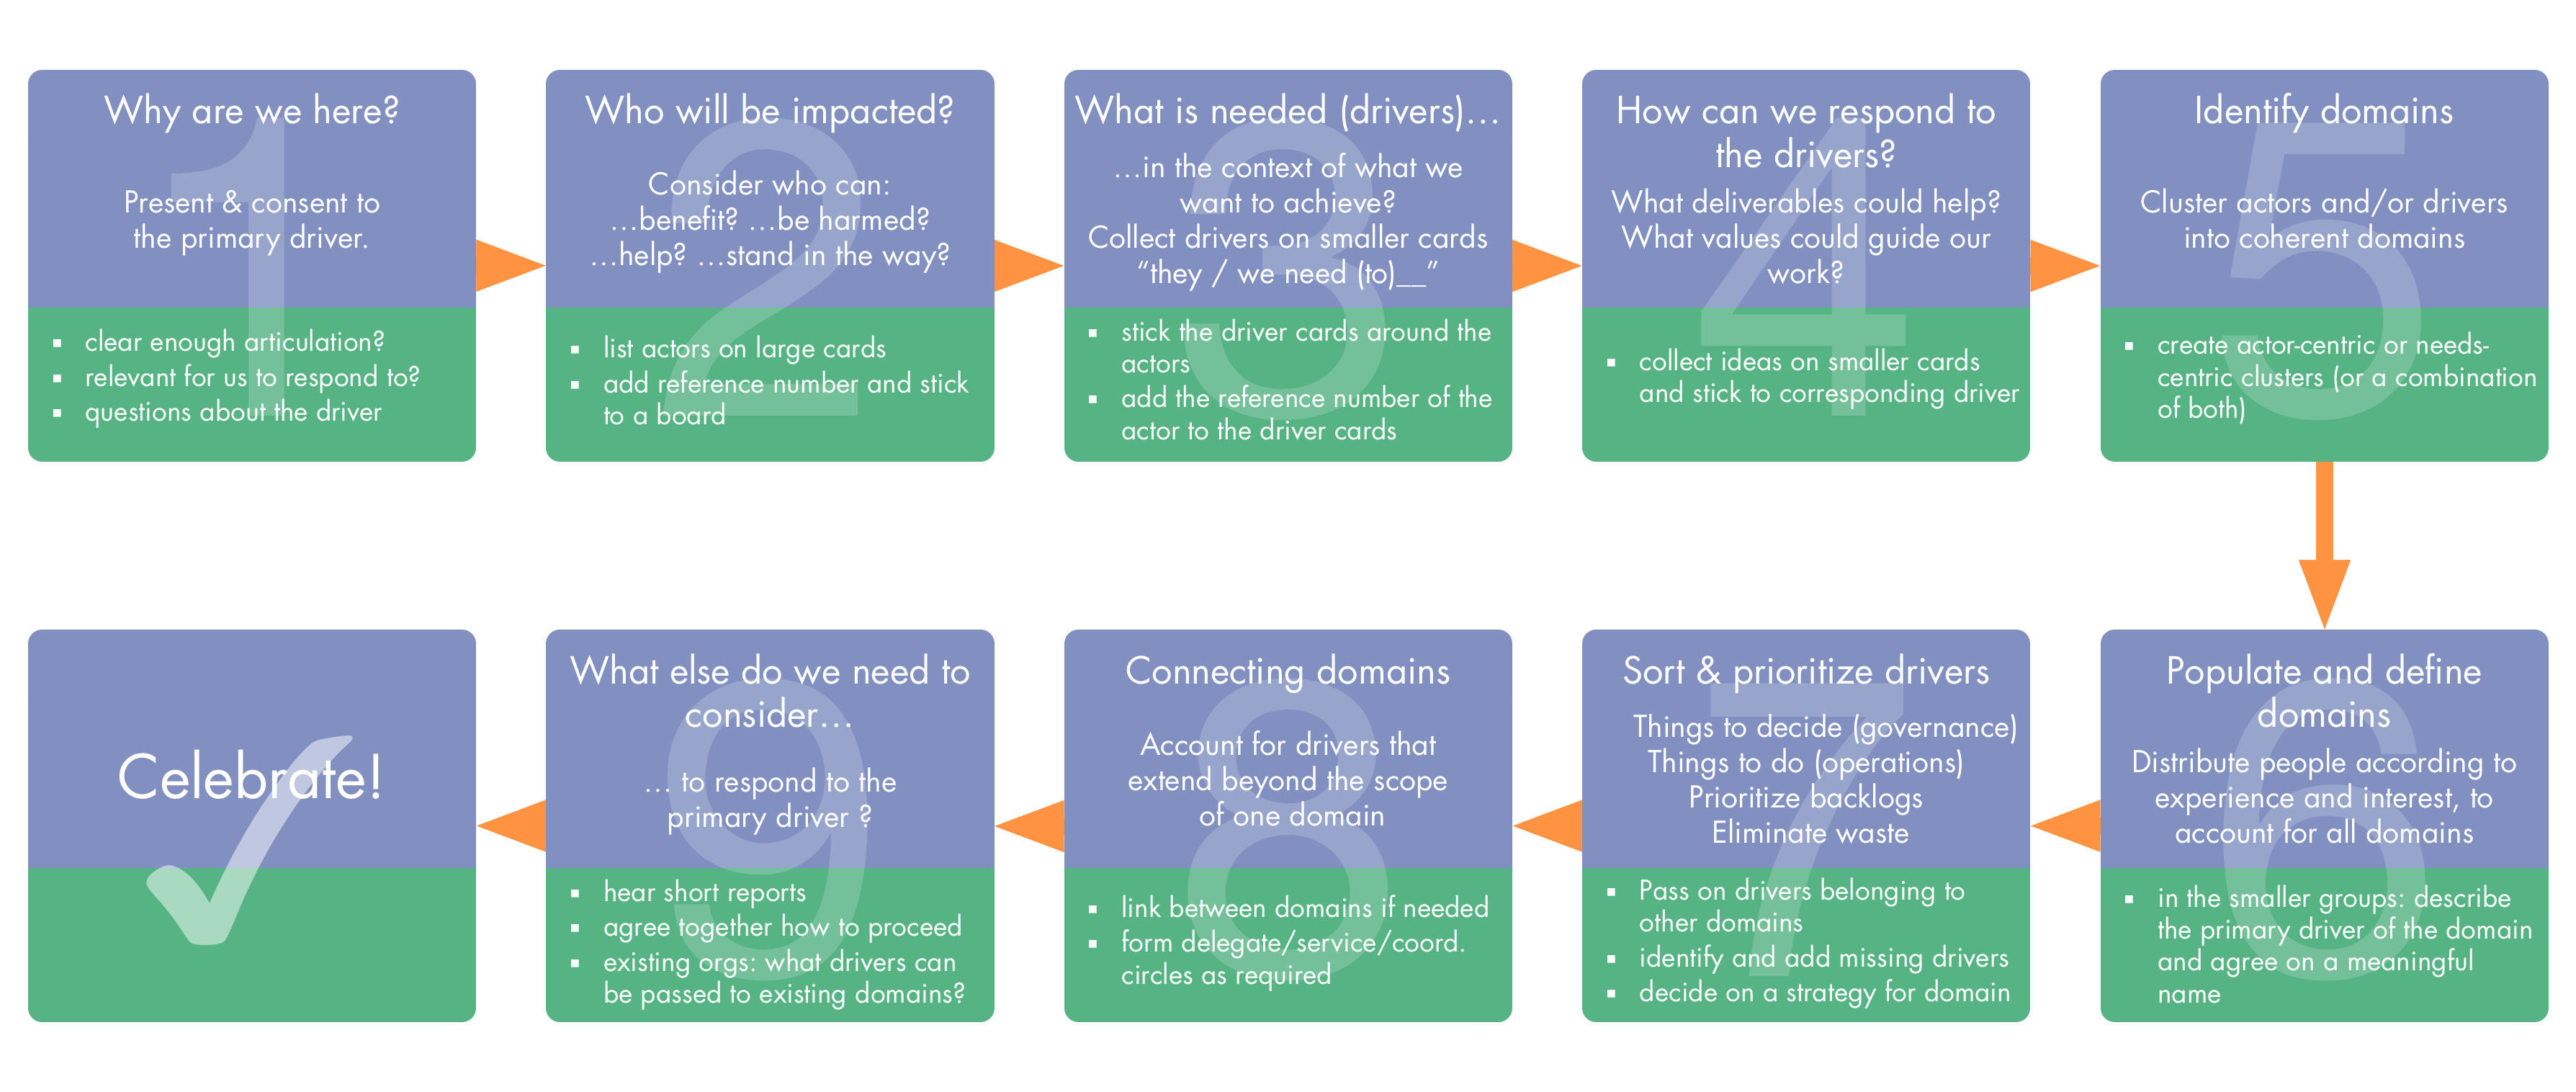 1
Why are we here?
Present & consent to
the primary driver.
▪ clear enough articulation?
▪ relevant for us to respond to?
▪ questions about the driver
2
Who will be impacted?
Consider who can:
...benefit? ...be harmed?
...help? ...stand in the way?
▪ list actors on large cards
▪ add reference number and stick
to a board
3
What is needed (drivers)...
...in the context of what we
want to achieve?
Collect drivers on smaller cards
“they / we need (to)__”
▪ stick the driver cards around the
actors
▪ add the reference number of the
actor to the driver cards
4
How can we respond to
the drivers?
What deliverables could help?
What values could guide our
work?
▪ collect ideas on smaller cards
and stick to corresponding driver
5
Identify domains
Cluster actors and/or drivers
into coherent domains
▪ create actor-centric or needs-
centric clusters (or a combination
of both)
6
Populate and define
domains
Distribute people according to
experience and interest, to
account for all domains
▪ in the smaller groups: describe
the primary driver of the domain
and agree on a meaningful
name
7
Sort & prioritize drivers
Things to decide (governance)
Things to do (operations)
Prioritize backlogs
Eliminate waste
▪ Pass on drivers belonging to
other domains
▪ identify and add missing drivers
▪ decide on a strategy for domain
8
Connecting domains
Account for drivers that
extend beyond the scope
of one domain
▪ link between domains if needed
▪ form delegate/service/coord.
circles as required
9
What else do we need to
consider...
... to respond to the
primary driver ?
▪ hear short reports
▪ agree together how to proceed
▪ existing orgs: what drivers can
be passed to existing domains?
Celebrate!